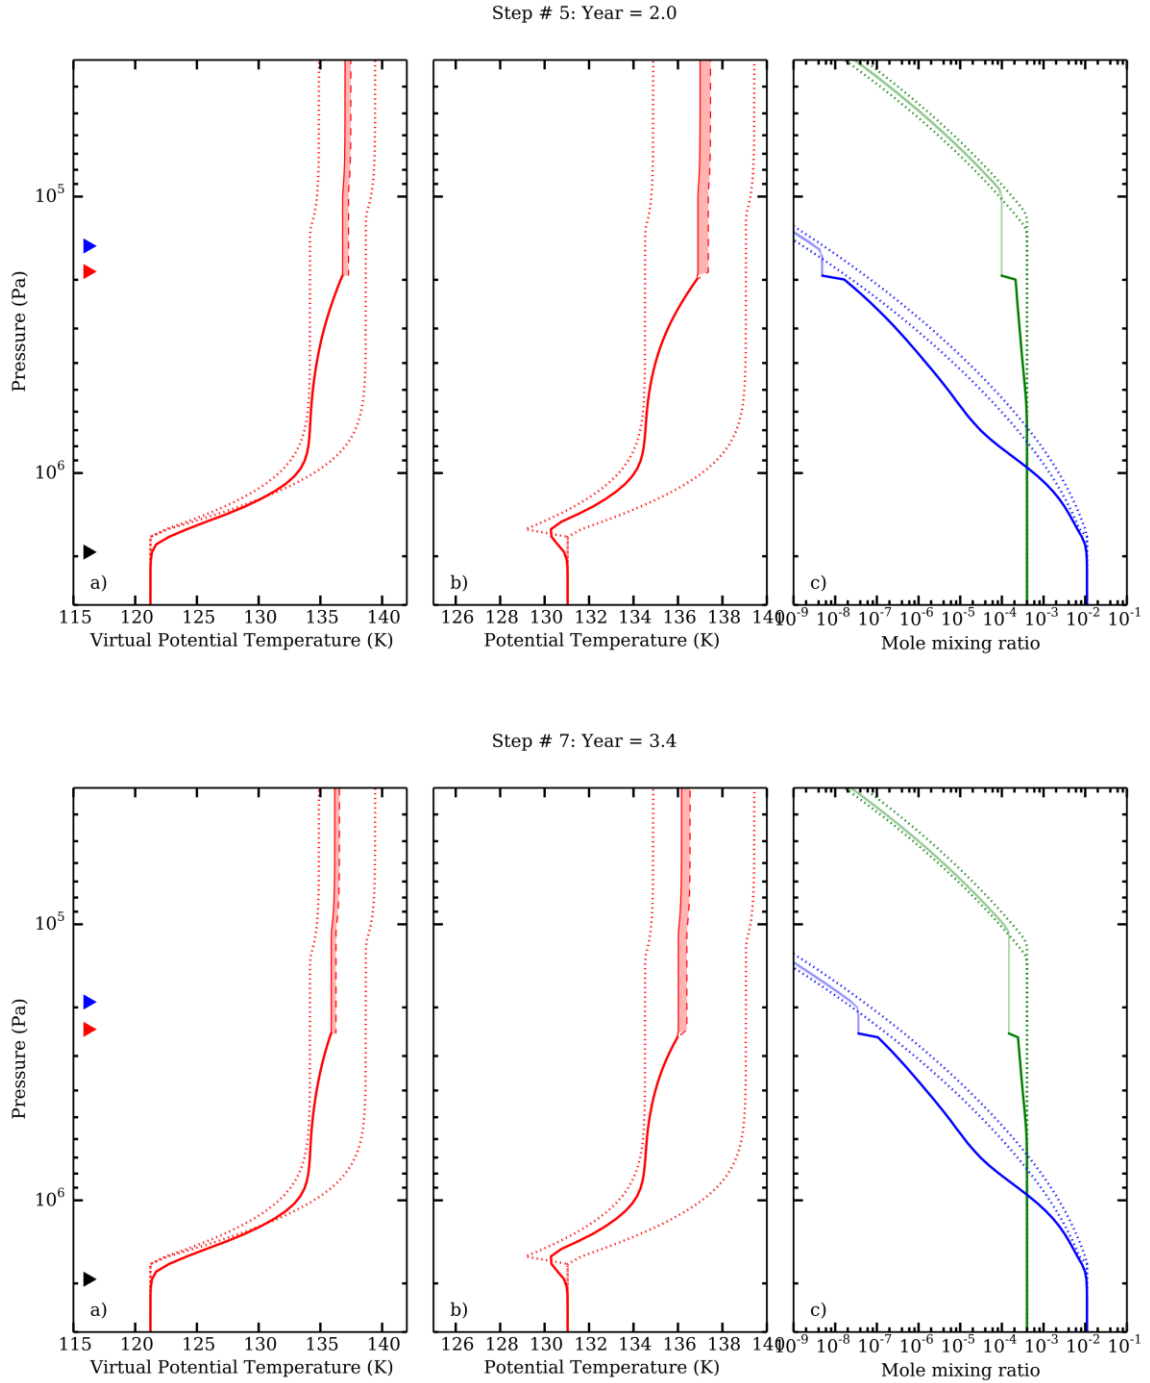 Step # 5: Year = 2.0
Pressure (Pa)
10^5
10^6
a)
b)
c)
115 120 125 130 135 140
126 128 130 132 134 136 138 140
10^-9 10^-8 10^-7 10^-6 10^-5 10^-4 10^-3 10^-2 10^-1
Virtual Potential Temperature (K)
Potential Temperature (K)
Mole mixing ratio
Step # 7: Year = 3.4
Pressure (Pa)
10^5
10^6
a)
b)
c)
115 120 125 130 135 140
126 128 130 132 134 136 138 140
10^-9 10^-8 10^-7 10^-6 10^-5 10^-4 10^-3 10^-2 10^-1
Virtual Potential Temperature (K)
Potential Temperature (K)
Mole mixing ratio